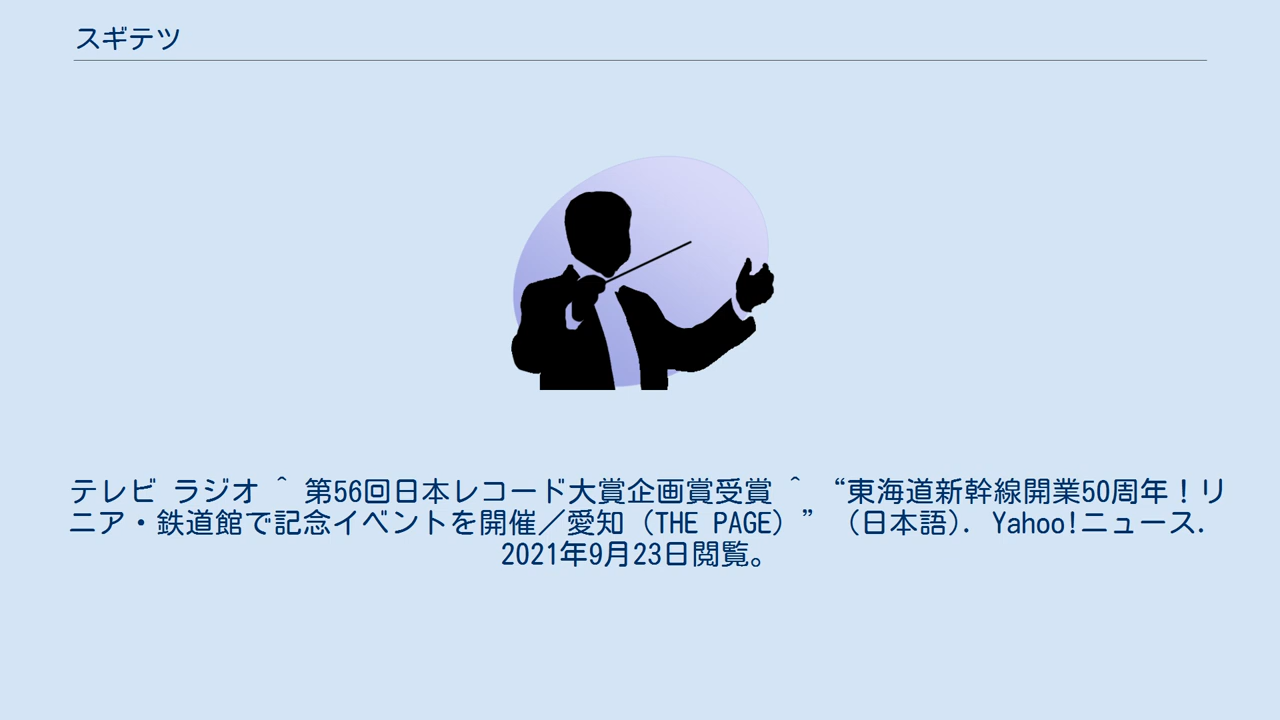 スギテツ
テレビ ラジオ ^ 第56回日本レコード大賞企画賞受賞 ^ “東海道新幹線開業50周年！リ
ニア・鉄道館で記念イベントを開催／愛知（THE PAGE）” （日本語）. Yahoo!ニュース.
2021年9月23日閲覧。